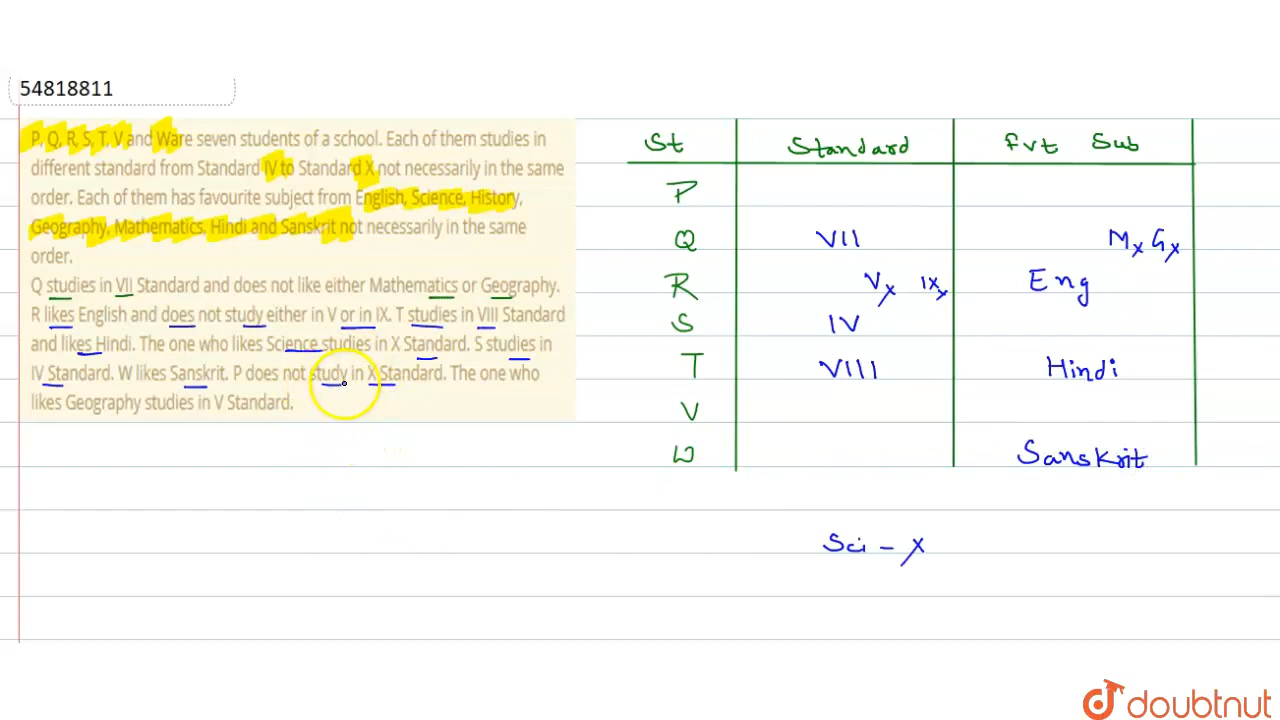 54818811
P, Q, R, S, T. V and Ware seven students of a school. Each of them studies in
different standard from Standard IV to Standard X not necessarily in the same
order. Each of them has favourite subject from English, Science, History,
Geography, Mathematics, Hindi and Sanskrit not necessarily in the same
order.
Q studies in VII Standard and does not like either Mathematics or Geography.
R likes English and does not study either in V or in IX. T studies in VIII Standard
and likes Hindi. The one who likes Science studies in X Standard. S studies in
IV Standard. W likes Sanskrit. P does not study in X Standard. The one who
likes Geography studies in V Standard.
St Standard Fvt Sub
P
Q VII Mx Gx
R Vx IXx Eng
S IV
T VIII Hindi
V
W Sanskrit
Sci - X
doubtnut